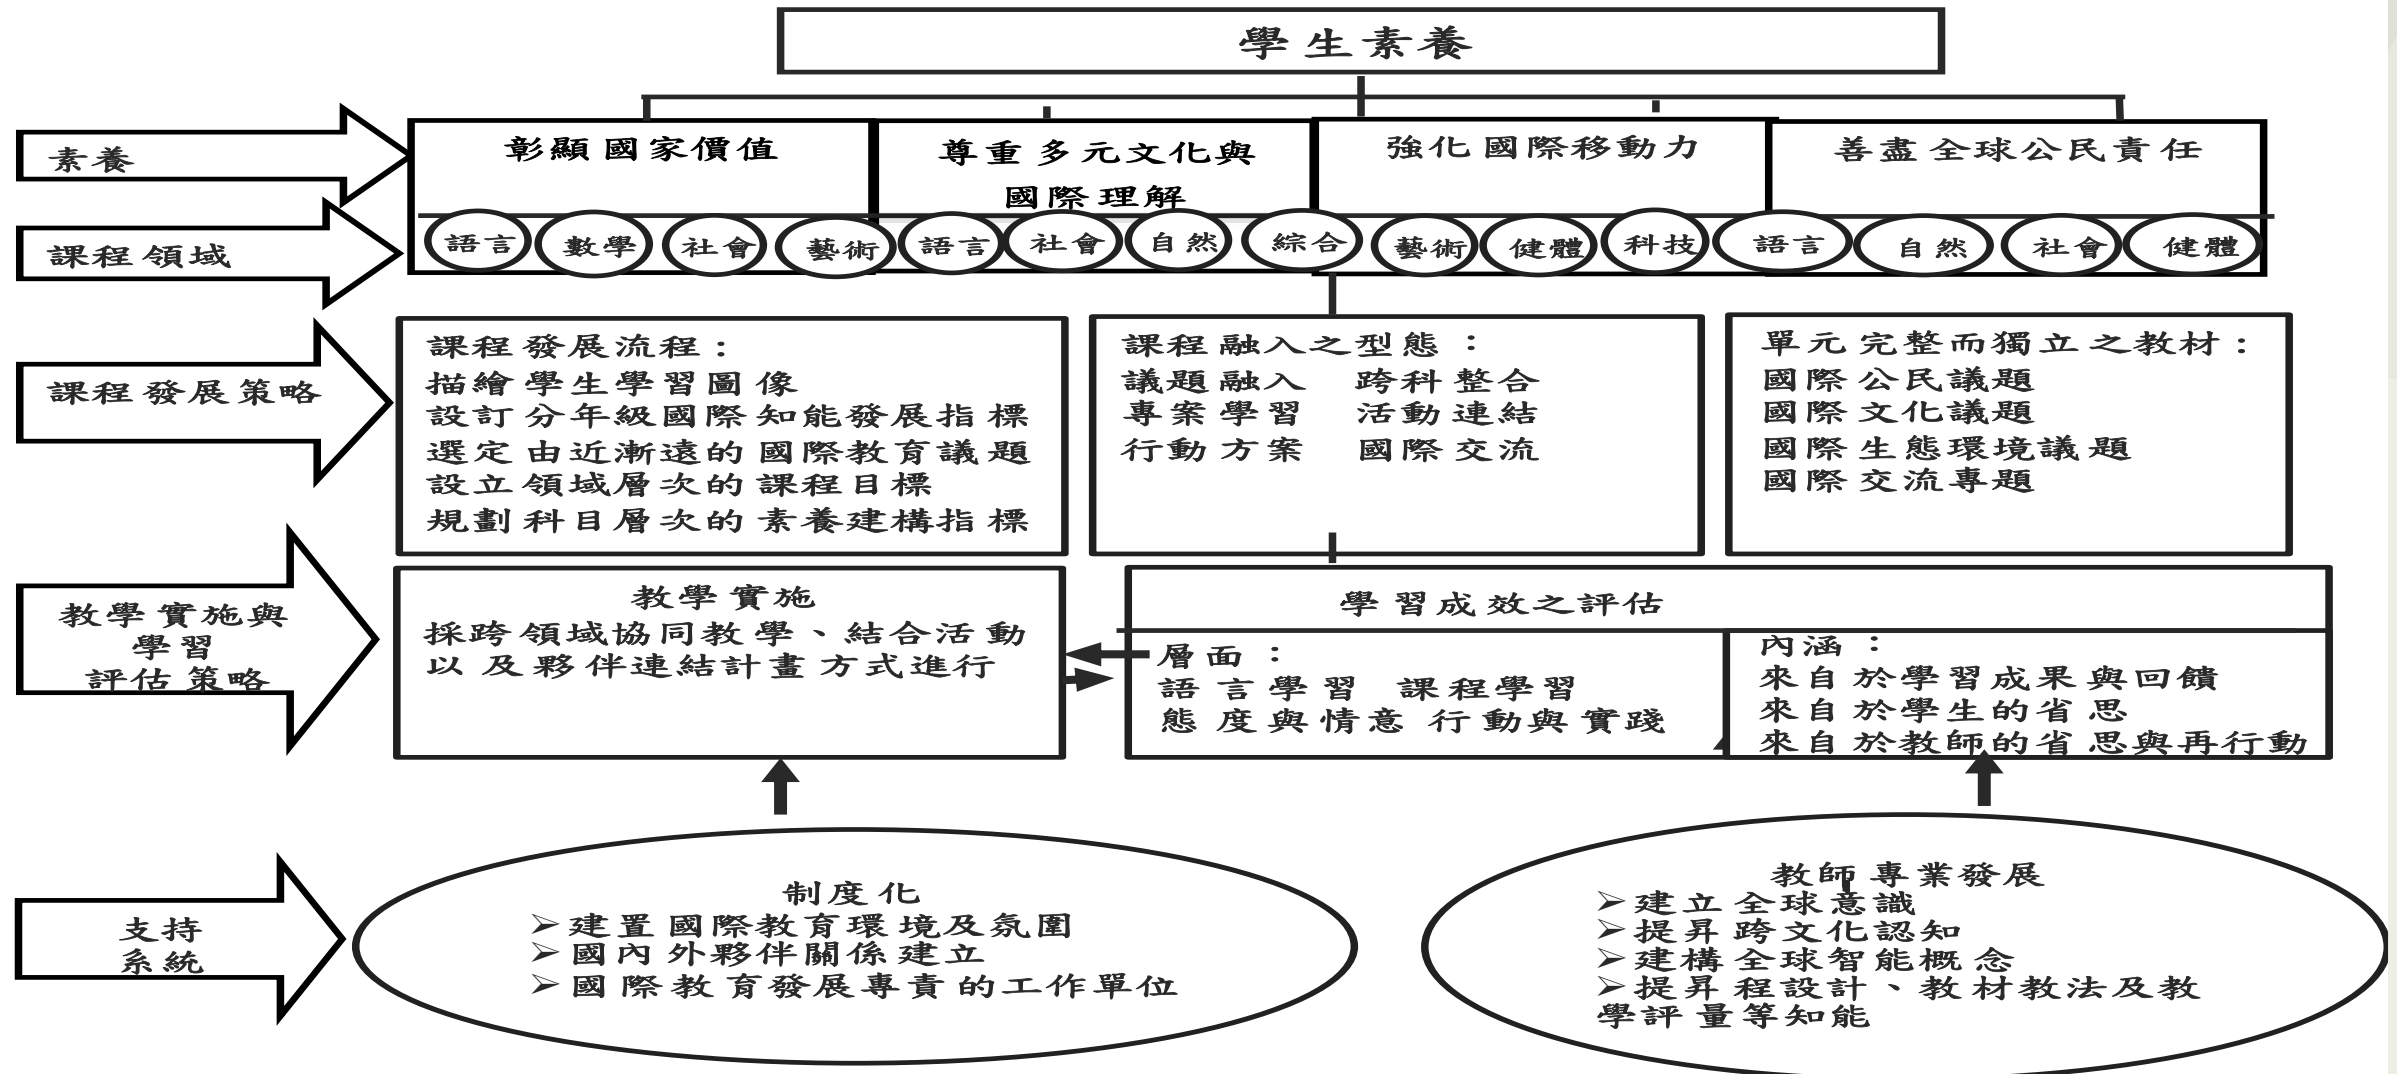 學生素養
素養
彰顯國家價值
尊重多元文化與
國際理解
強化國際移動力
善盡全球公民責任
課程領域
語言
數學
社會
藝術
語言
社會
自然
綜合
藝術
健體
科技
語言
自然
社會
健體
課程發展策略
課程發展流程：
描繪學生學習圖像
設訂分年級國際知能發展指標
選定由近漸遠的國際教育議題
設立領域層次的課程目標
規劃科目層次的素養建構指標
課程融入之型態：
議題融入 跨科整合
專案學習 活動連結
行動方案 國際交流
單元完整而獨立之教材：
國際公民議題
國際文化議題
國際生態環境議題
國際交流專題
教學實施與
學習
評估策略
教學實施
採跨領域協同教學、結合活動
以及夥伴連結計畫方式進行
學習成效之評估
層面：
語言學習 課程學習
態度與情意 行動與實踐
內涵：
來自於學習成果與回饋
來自於學生的省思
來自於教師的省思與再行動
支持
系統
制度化
➢建置國際教育環境及氛圍
➢國內外夥伴關係建立
➢國際教育發展專責的工作單位
教師專業發展
➢建立全球意識
➢提昇跨文化認知
➢建構全球智能概念
➢提昇程設計、教材教法及教
學評量等知能